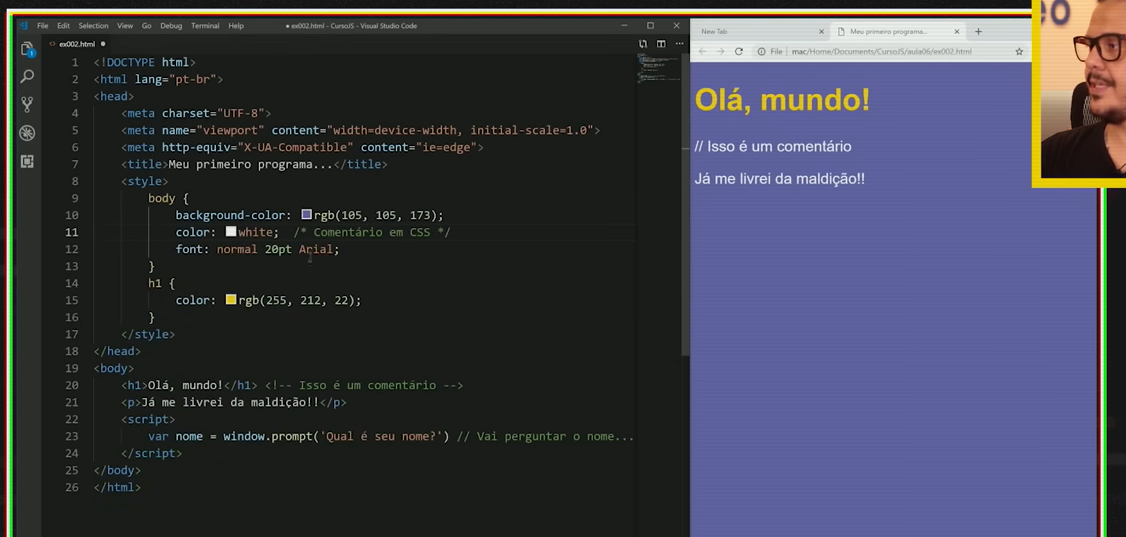 File Edit Selection View Go Debug Terminal Help
● ex002.html - CursoJS - Visual Studio Code
ex002.html ●
1
1 <!DOCTYPE html>
2 <html lang="pt-br">
3 <head>
4 <meta charset="UTF-8">
5 <meta name="viewport" content="width=device-width, initial-scale=1.0">
6 <meta http-equiv="X-UA-Compatible" content="ie=edge">
7 <title>Meu primeiro programa...</title>
8 <style>
9 body {
10 background-color: rgb(105, 105, 173);
11 color: white; /* Comentário em CSS */
12 font: normal 20pt Arial;
13 }
14 h1 {
15 color: rgb(255, 212, 22);
16 }
17 </style>
18 </head>
19 <body>
20 <h1>Olá, mundo!</h1> <!-- Isso é um comentário -->
21 <p>Já me livrei da maldição!!</p>
22 <script>
23 var nome = window.prompt('Qual é seu nome?') // Vai perguntar o nome...
24 </script>
25 </body>
26 </html>
New Tab
Meu primeiro programa...
File mac/Home/Documents/CursoJS/aula06/ex002.html
Olá, mundo!
// Isso é um comentário
Já me livrei da maldição!!